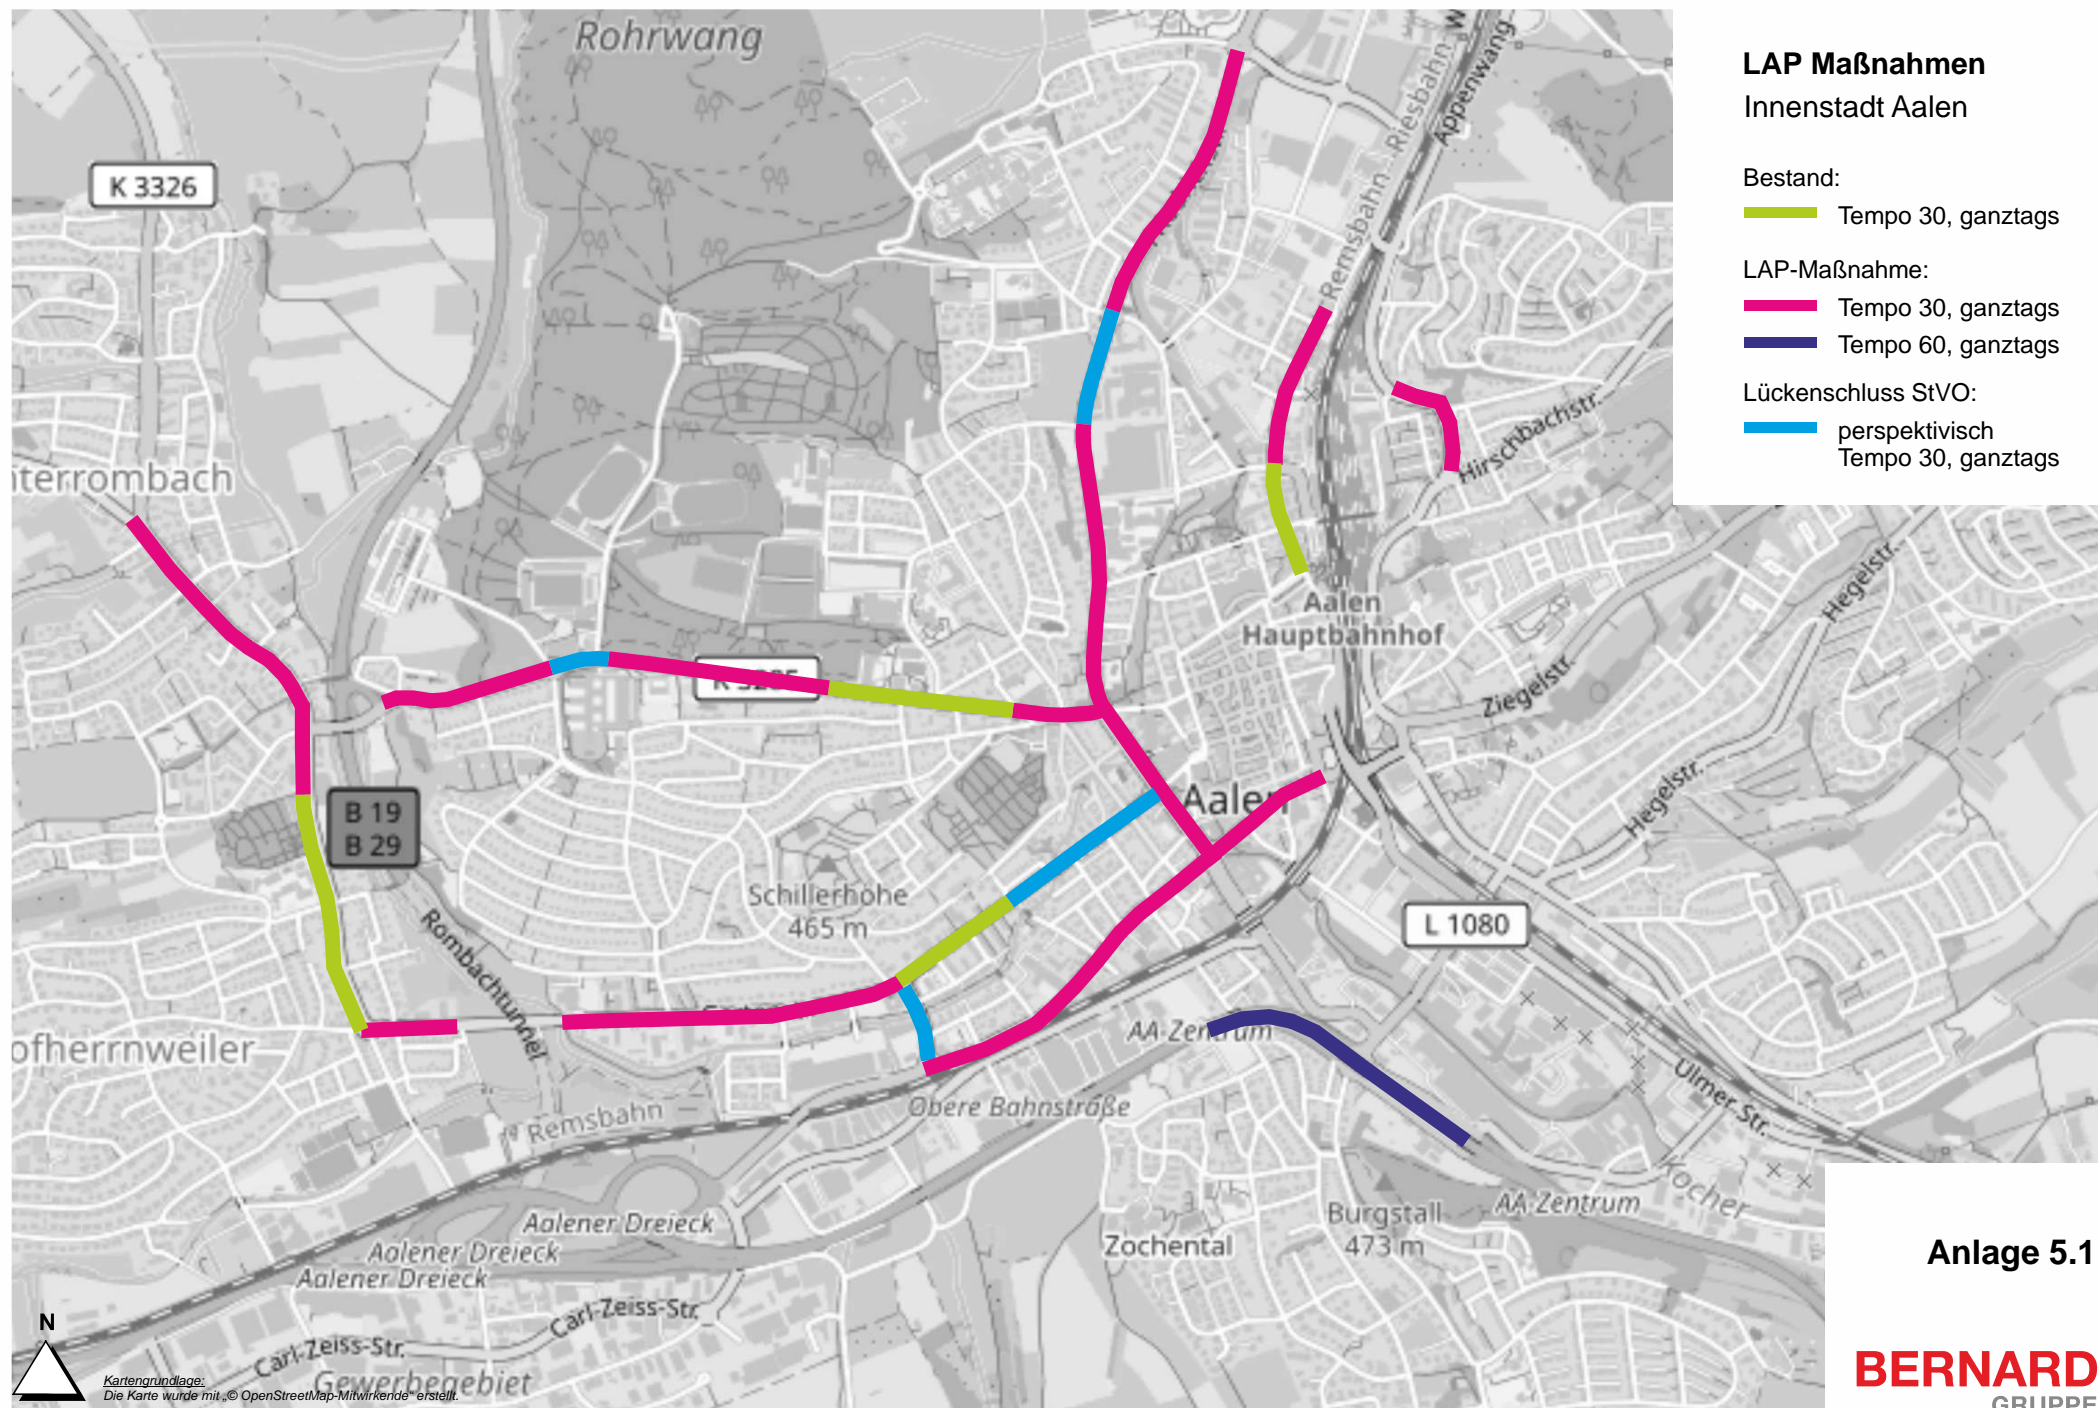 Rohrwang
K 3326
Remsbahn - Riesbahn
Appenwang
LAP Maßnahmen
Innenstadt Aalen
Bestand:
Tempo 30, ganztags
LAP-Maßnahme:
Tempo 30, ganztags
Tempo 60, ganztags
Lückenschluss StVO:
perspektivisch
Tempo 30, ganztags
Hirschbachstr.
nterrombach
Hegelstr.
Aalen
Hauptbahnhof
Ziegelstr.
Hegelstr.
B 19
B 29
Aalen
Schillerhöhe
465 m
L 1080
Rombachtunnel
ofherrnweiler
AA-Zentrum
Ulmer Str.
Obere Bahnstraße
Remsbahn
Kocher
AA-Zentrum
Burgstall
473 m
Zochental
Aalener Dreieck
Aalener Dreieck
Aalener Dreieck
Carl-Zeiss-Str.
Carl-Zeiss-Str.
Gewerbegebiet
N
Kartengrundlage:
Die Karte wurde mit „© OpenStreetMap-Mitwirkende“ erstellt.
Anlage 5.1
BERNARD
GRUPPE